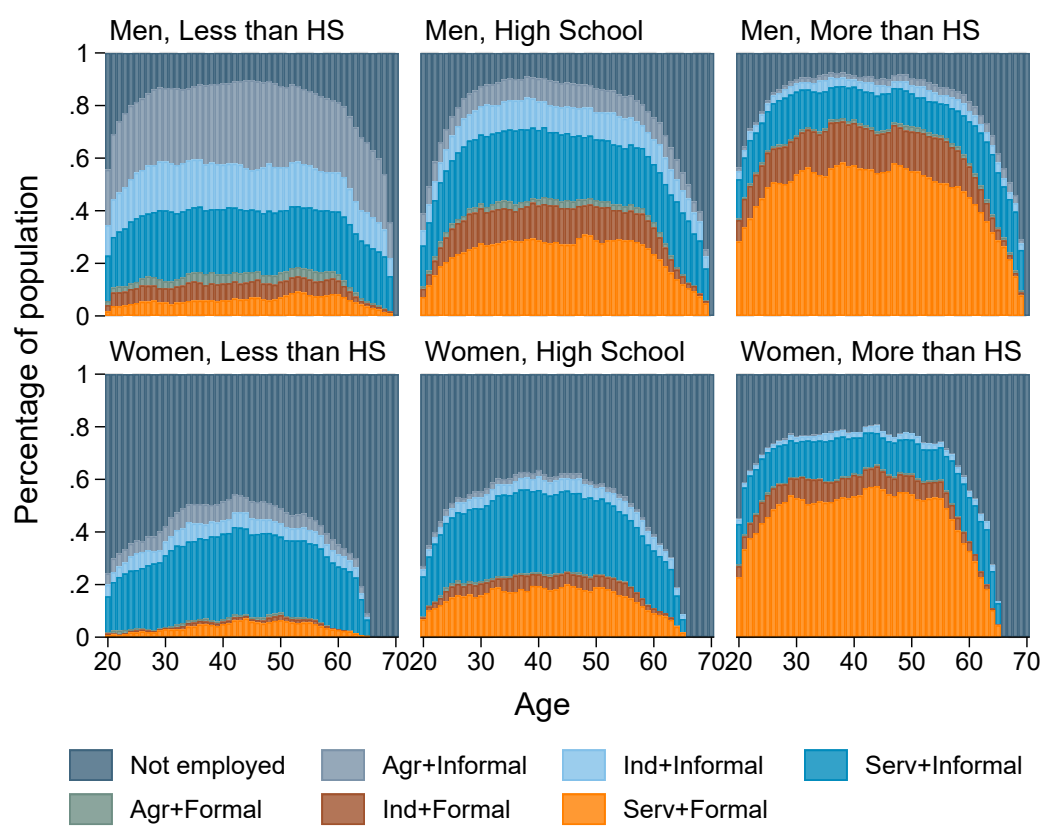 Men, Less than HS
Men, High School
Men, More than HS
1
.8
.6
.4
.2
0
Women, Less than HS
Women, High School
Women, More than HS
1
.8
.6
.4
.2
0
20 30 40 50 60 70
20 30 40 50 60 70
20 30 40 50 60 70
Percentage of population
Age
Not employed
Agr+Informal
Ind+Informal
Serv+Informal
Agr+Formal
Ind+Formal
Serv+Formal